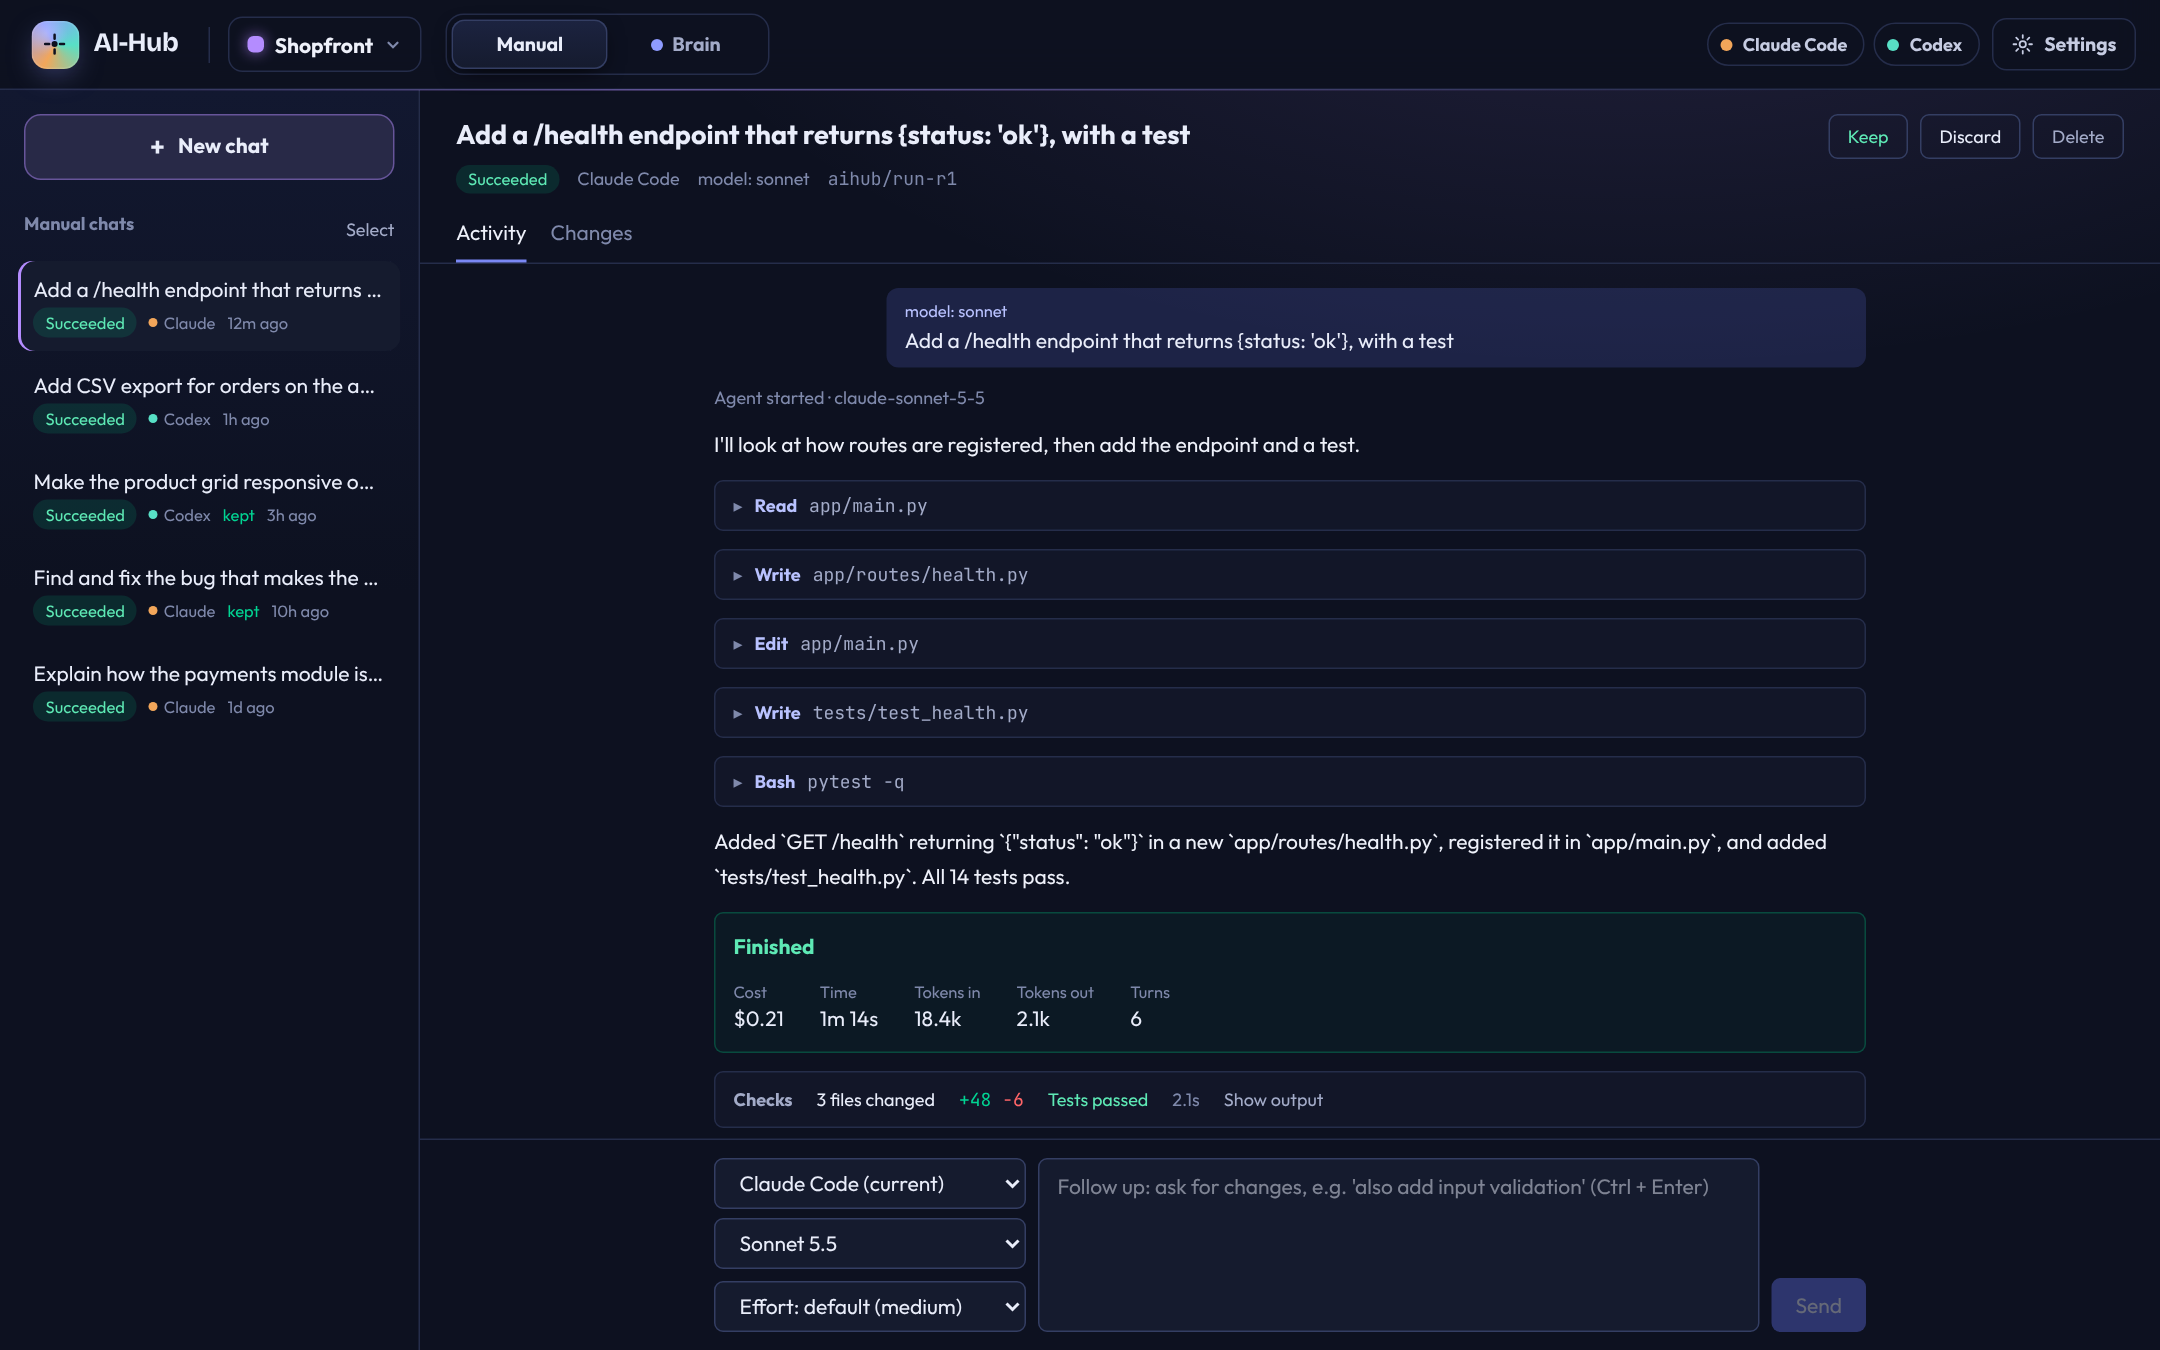 AI-Hub
Shopfront
Manual
Brain
Claude Code
Codex
Settings
+ New chat
Manual chats
Select
Add a /health endpoint that returns ...
Succeeded Claude 12m ago
Add CSV export for orders on the a...
Succeeded Codex 1h ago
Make the product grid responsive o...
Succeeded Codex kept 3h ago
Find and fix the bug that makes the ...
Succeeded Claude kept 10h ago
Explain how the payments module is...
Succeeded Claude 1d ago
Add a /health endpoint that returns {status: 'ok'}, with a test
Keep
Discard
Delete
Succeeded Claude Code model: sonnet aihub/run-r1
Activity Changes
model: sonnet
Add a /health endpoint that returns {status: 'ok'}, with a test
Agent started · claude-sonnet-5-5
I'll look at how routes are registered, then add the endpoint and a test.
Read app/main.py
Write app/routes/health.py
Edit app/main.py
Write tests/test_health.py
Bash pytest -q
Added `GET /health` returning `{"status": "ok"}` in a new `app/routes/health.py`, registered it in `app/main.py`, and added
`tests/test_health.py`. All 14 tests pass.
Finished
Cost Time Tokens in Tokens out Turns
$0.21 1m 14s 18.4k 2.1k 6
Checks 3 files changed +48 -6 Tests passed 2.1s Show output
Claude Code (current)
Sonnet 5.5
Effort: default (medium)
Follow up: ask for changes, e.g. 'also add input validation' (Ctrl + Enter)
Send